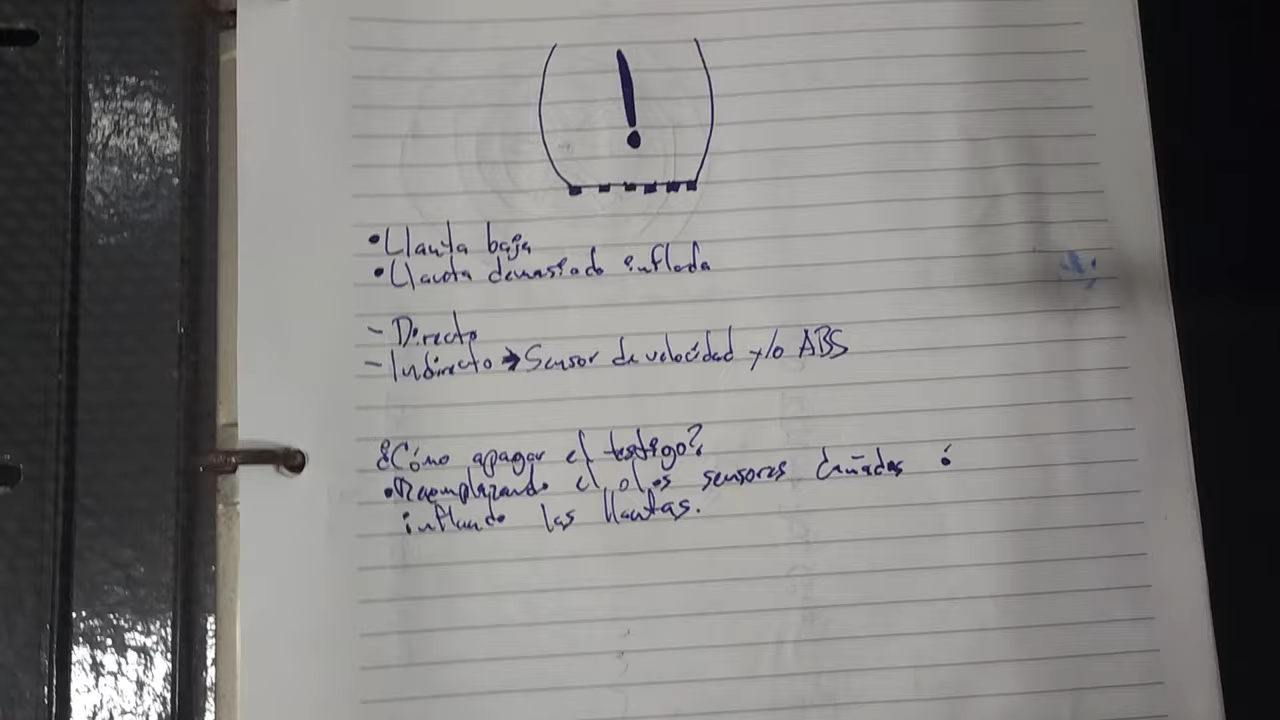 !
• Llanta baja
• Llanta demasiado inflada
- Directo
- Indirecto → Sensor de velocidad y/o ABS
¿Cómo apagar el testigo?
• Reemplazando el o los sensores dañados ó
inflando las llantas.